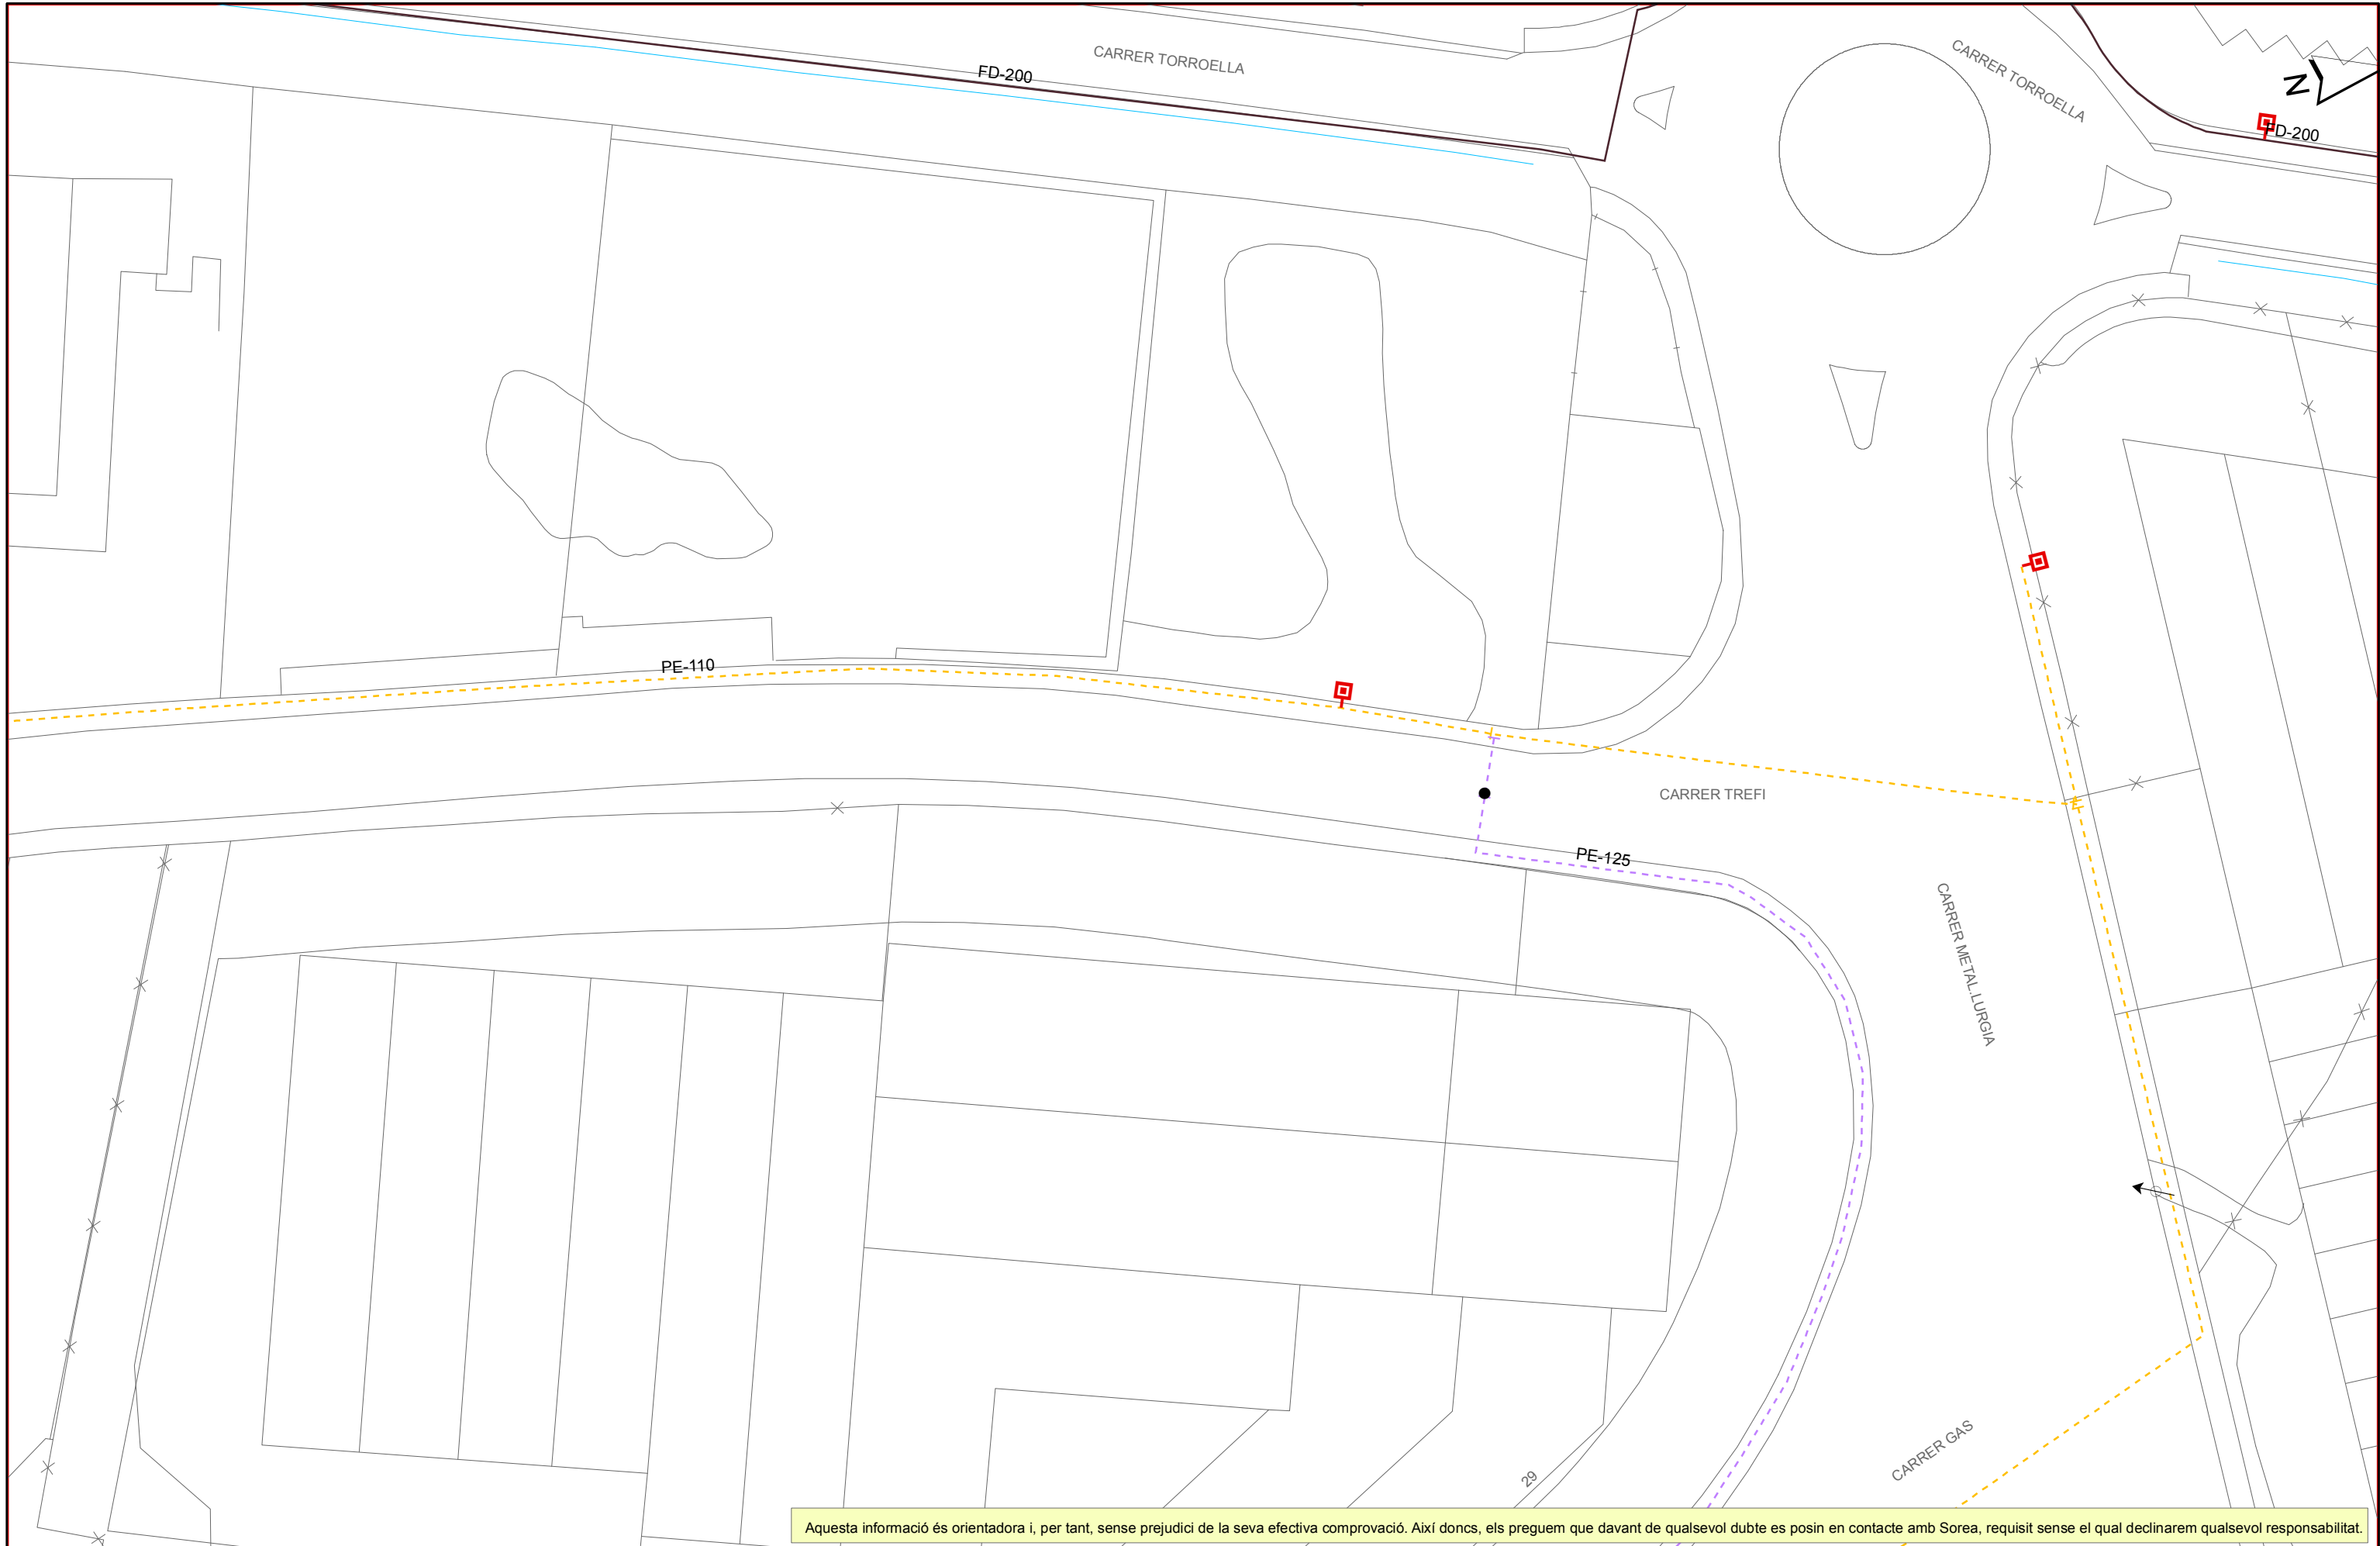 CARRER TORROELLA
CARRER TORROELLA
FD-200
N
FD-200
PE-110
CARRER TREFI
PE-125
CARRER METAL.LURGIA
CARRER GAS
29
Aquesta informació és orientadora i, per tant, sense prejudici de la seva efectiva comprovació. Així doncs, els preguem que davant de qualsevol dubte es posin en contacte amb Sorea, requisit sense el qual declinarem qualsevol responsabilitat.